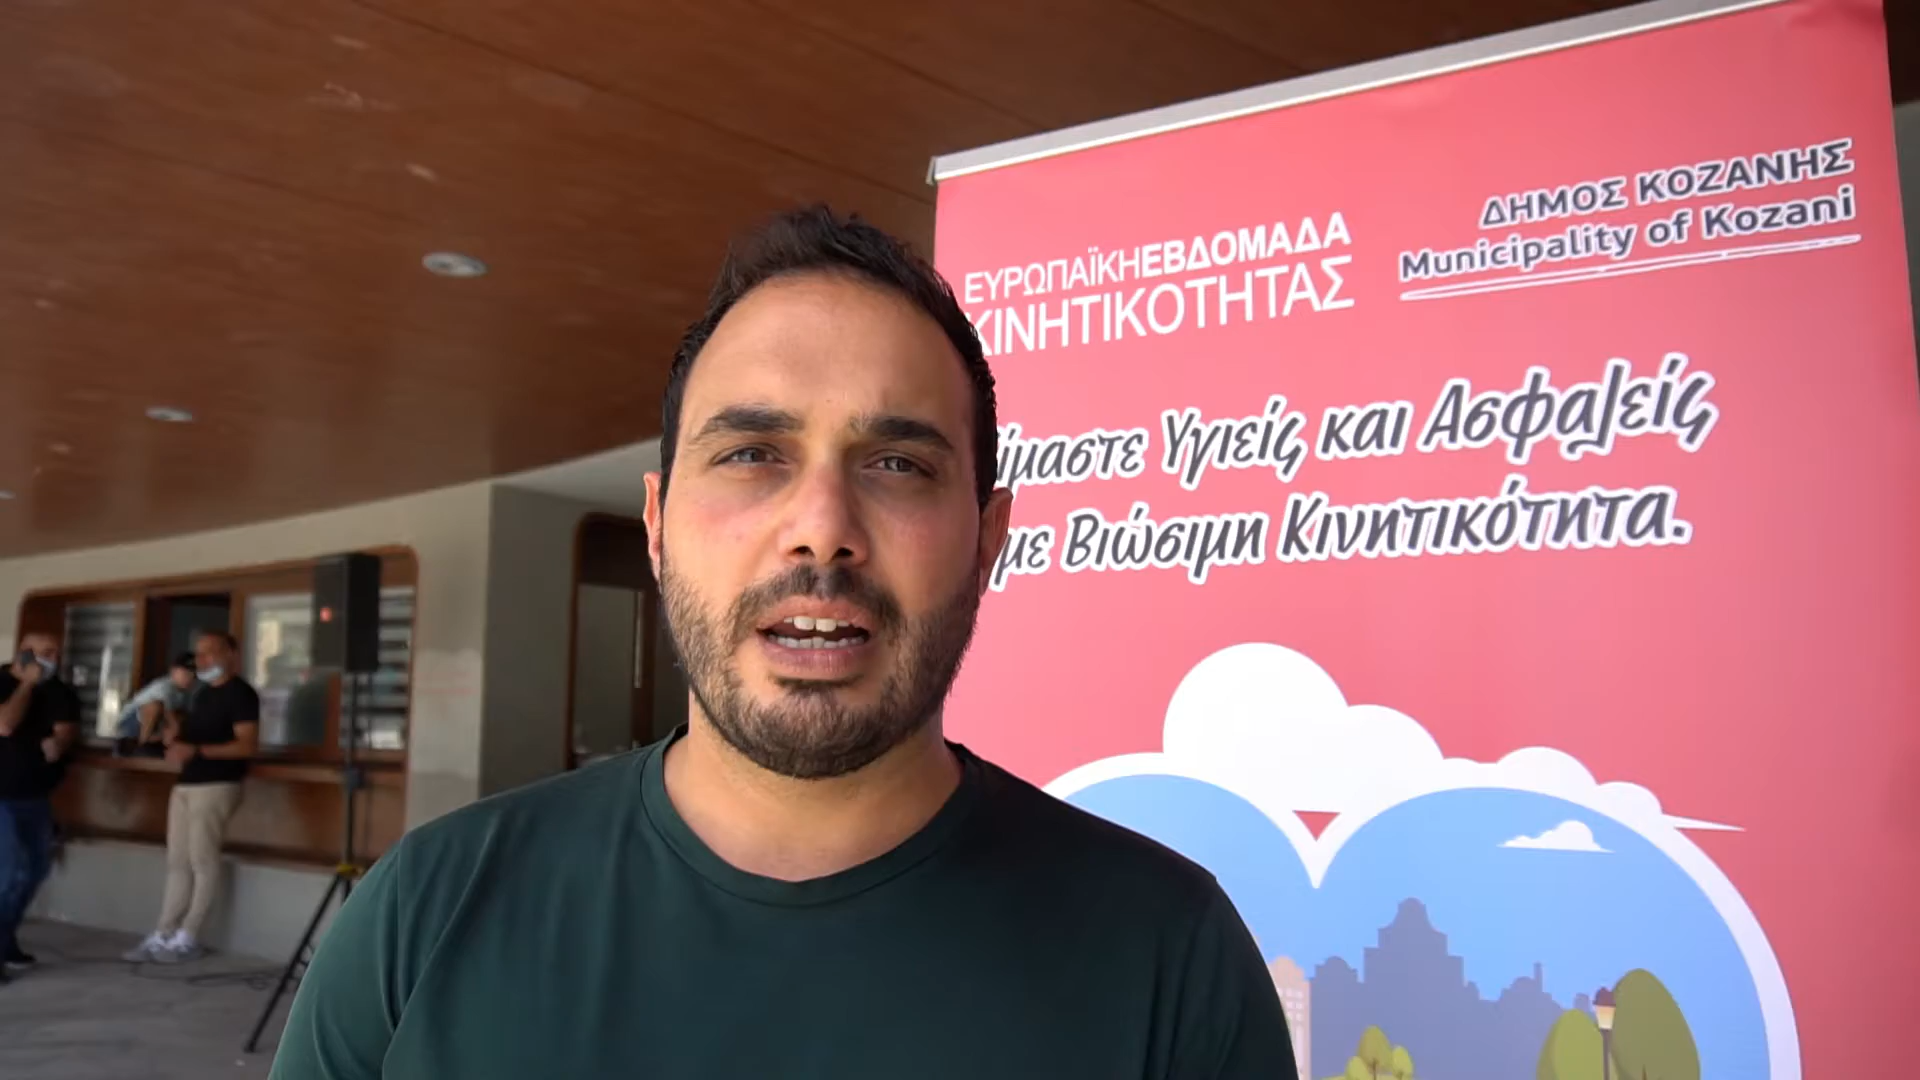 ΕΥΡΩΠΑΪΚΗΕΒΔΟΜΑΔΑ
ΚΙΝΗΤΙΚΟΤΗΤΑΣ
ΔΗΜΟΣ ΚΟΖΑΝΗΣ
Municipality of Kozani
Υγιείς και Ασφαλείς
με Βιώσιμη Κινητικότητα.